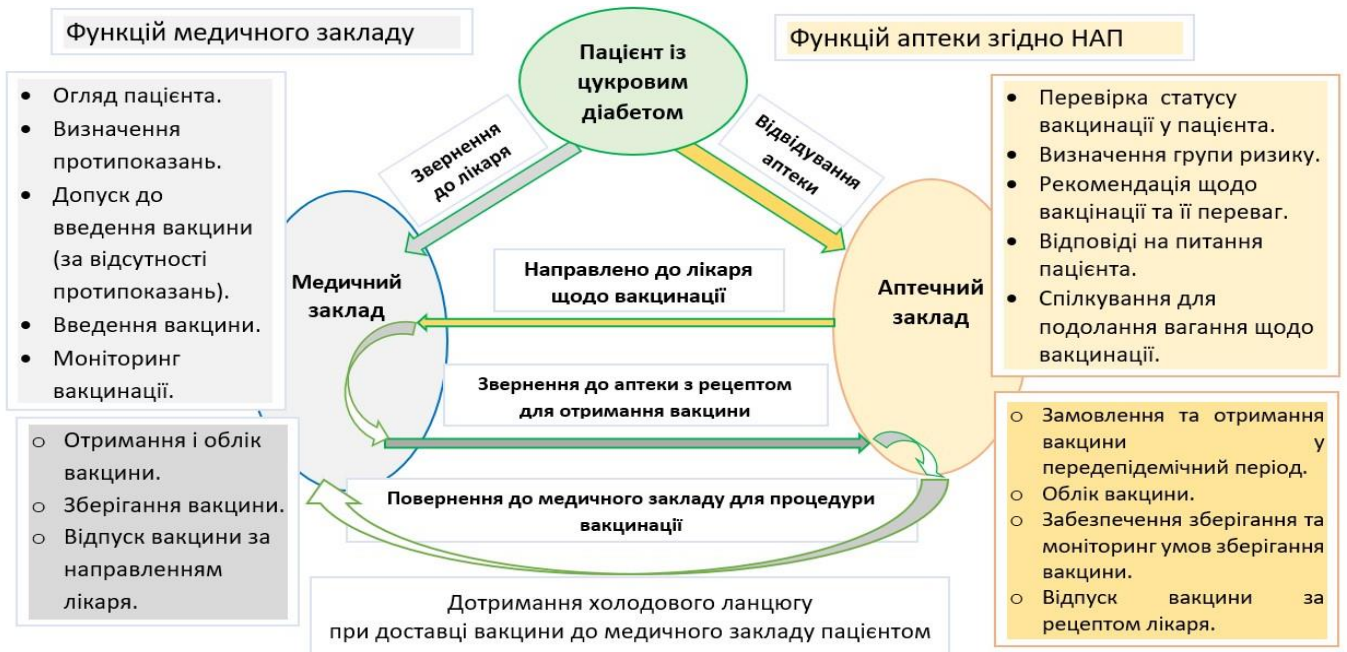 Функцій медичного закладу
Пацієнт із
цукровим
діабетом
Функцій аптеки згідно НАП
• Огляд пацієнта.
• Визначення
протипоказань.
• Допуск до
введення вакцини
(за відсутності
протипоказань).
• Введення вакцини.
• Моніторинг
вакцинації.
Звернення
до лікаря
Відвідування
аптеки
• Перевірка статусу
вакцинації у пацієнта.
• Визначення групи ризику.
• Рекомендація щодо
вакцінації та її переваг.
• Відповіді на питання
пацієнта.
• Спілкування для
подолання вагання щодо
вакцинації.
Медичний
заклад
Направлено до лікаря
щодо вакцинації
Аптечний
заклад
Звернення до аптеки з рецептом
для отримання вакцини
o Отримання і облік
вакцини.
o Зберігання вакцини.
o Відпуск вакцини за
направленням
лікаря.
Повернення до медичного закладу для процедури
вакцинації
o Замовлення та отримання
вакцини у
передепідемічний період.
o Облік вакцини.
o Забезпечення зберігання та
моніторинг умов зберігання
вакцини.
o Відпуск вакцини за
рецептом лікаря.
Дотримання холодового ланцюгу
при доставці вакцини до медичного закладу пацієнтом